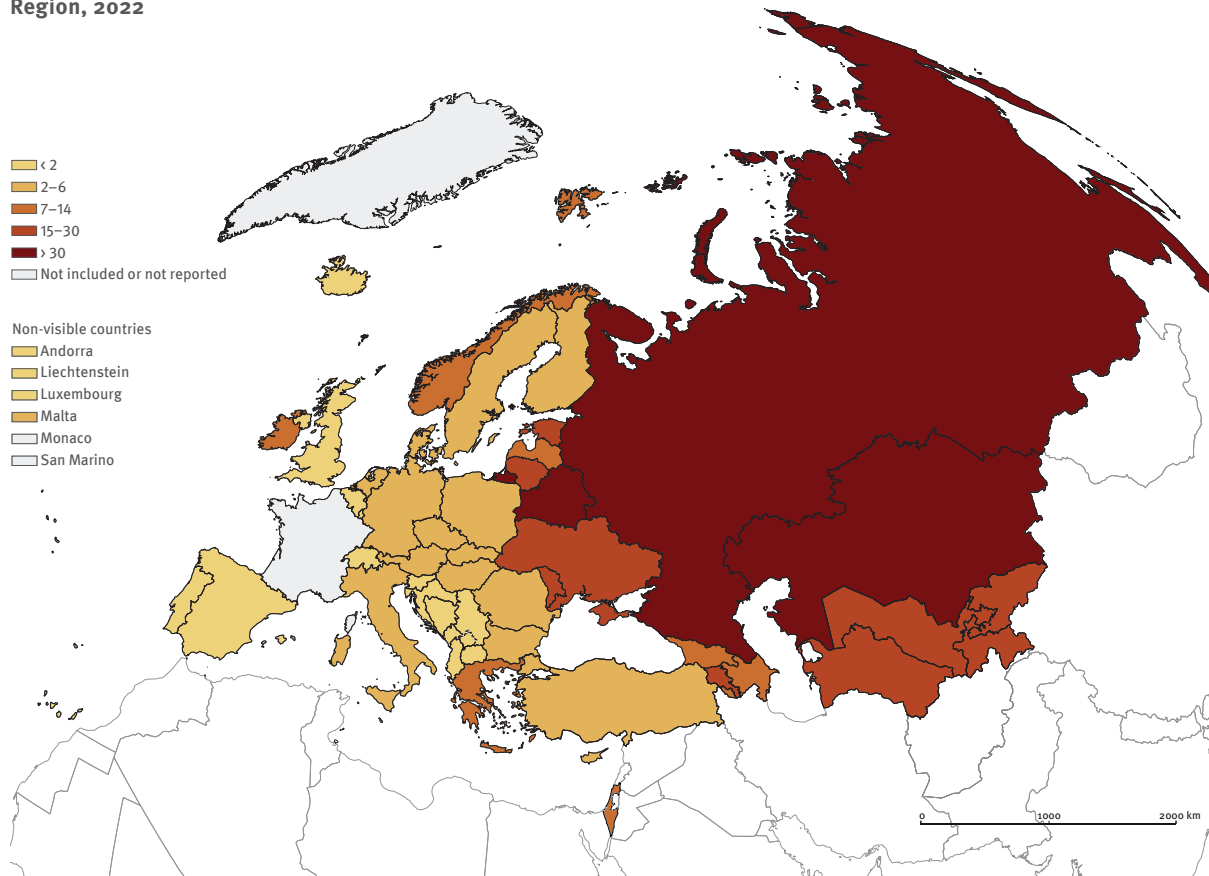 Region, 2022
‹ 2
2–6
7–14
15–30
› 30
Not included or not reported
Non-visible countries
Andorra
Liechtenstein
Luxembourg
Malta
Monaco
San Marino
0 1000 2000 km